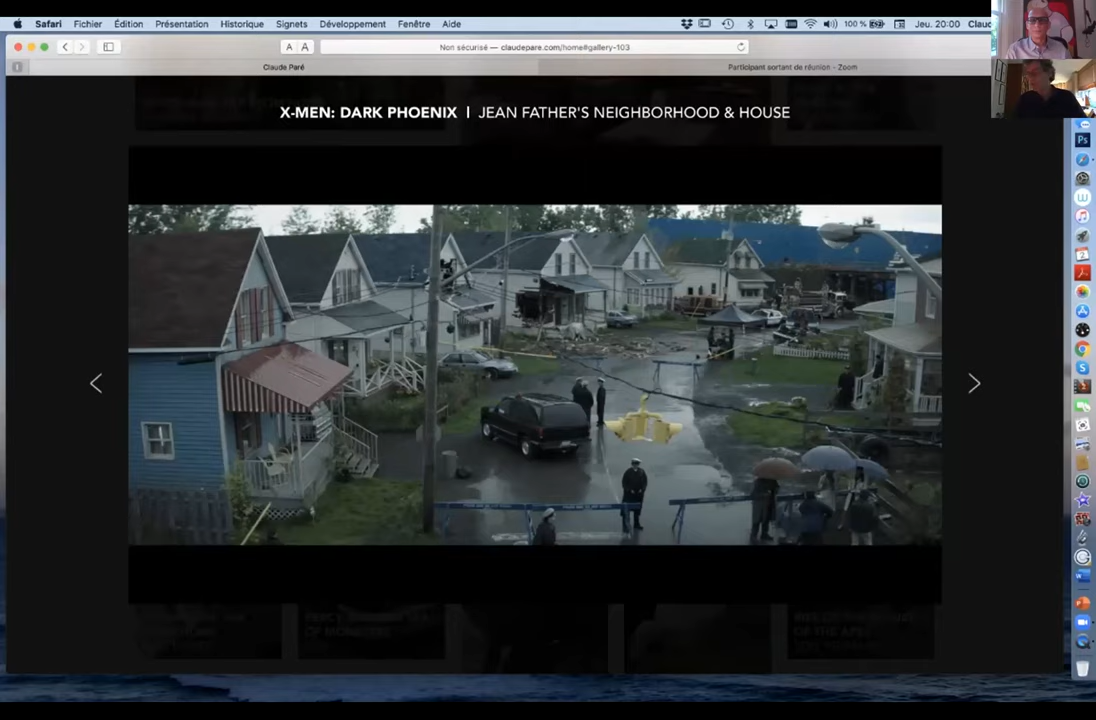 Safari Fichier Édition Présentation Historique Signets Développement Fenêtre Aide 100 % Jeu. 20:00 Claud
A A Non sécurisé — claudepare.com/home#gallery-103
Claude Paré Participant sortant de réunion - Zoom
X-MEN: DARK PHOENIX | JEAN FATHER'S NEIGHBORHOOD & HOUSE